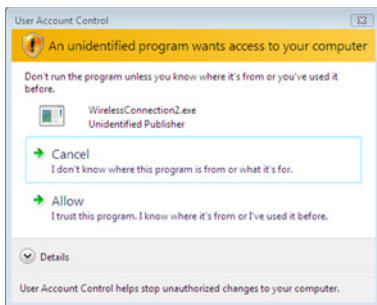 User Account Control
An unidentified program wants access to your computer
Don't run the program unless you know where it's from or you've used it
before.
WirelessConnection2.exe
Unidentified Publisher
Cancel
I don't know where this program is from or what it's for.
Allow
I trust this program. I know where it's from or I've used it before.
Details
User Account Control helps stop unauthorized changes to your computer.